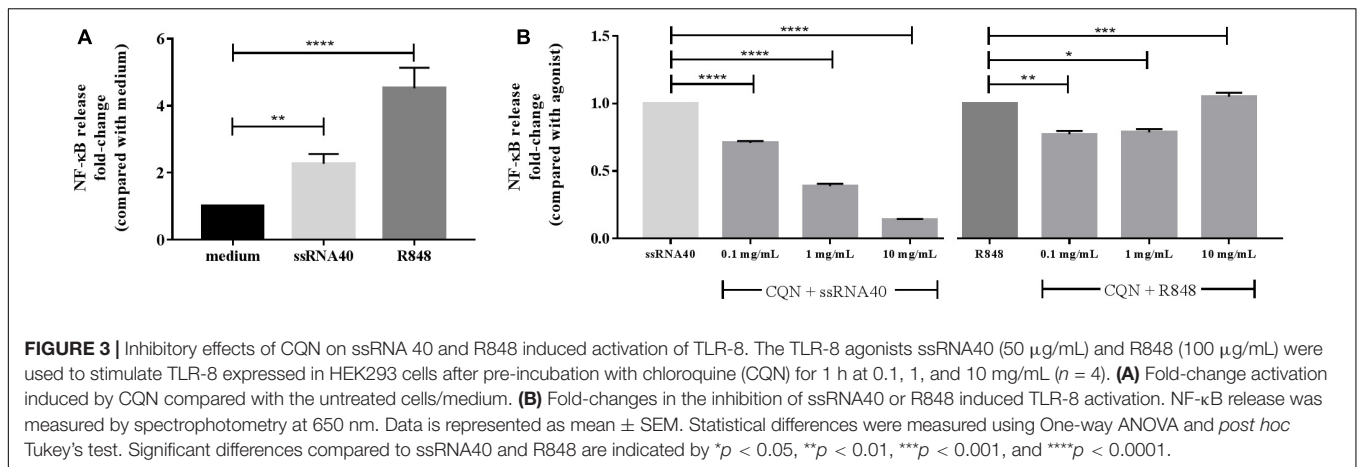 A
NF-κB release
fold-change
(compared with medium)
6
4
2
0
****
**
medium ssRNA40 R848
B
NF-κB release
fold-change
(compared with agonist)
1.5
1.0
0.5
0.0
****
****
****
ssRNA40 0.1 mg/mL 1 mg/mL 10 mg/mL
CQN + ssRNA40
***
*
**
R848 0.1 mg/mL 1 mg/mL 10 mg/mL
CQN + R848
FIGURE 3 | Inhibitory effects of CQN on ssRNA 40 and R848 induced activation of TLR-8. The TLR-8 agonists ssRNA40 (50 μg/mL) and R848 (100 μg/mL) were
used to stimulate TLR-8 expressed in HEK293 cells after pre-incubation with chloroquine (CQN) for 1 h at 0.1, 1, and 10 mg/mL (n = 4). (A) Fold-change activation
induced by CQN compared with the untreated cells/medium. (B) Fold-changes in the inhibition of ssRNA40 or R848 induced TLR-8 activation. NF-κB release was
measured by spectrophotometry at 650 nm. Data is represented as mean ± SEM. Statistical differences were measured using One-way ANOVA and post hoc
Tukey's test. Significant differences compared to ssRNA40 and R848 are indicated by *p < 0.05, **p < 0.01, ***p < 0.001, and ****p < 0.0001.